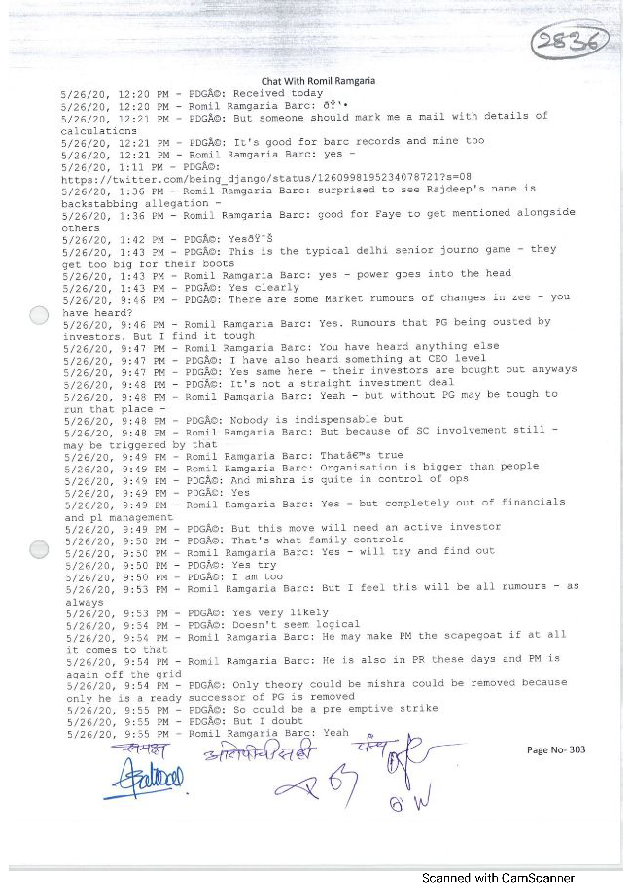 2836
Chat With Romil Ramgaria
5/26/20, 12:20 PM - PDGÂ©: Received today
5/26/20, 12:20 PM - Romil Ramgaria Barc: ðŸ'•
5/26/20, 12:21 PM - PDGÂ©: But someone should mark me a mail with details of
calculations
5/26/20, 12:21 PM - PDGÂ©: It's good for barc records and mine too
5/26/20, 12:21 PM - Romil Ramgaria Barc: yes -
5/26/20, 1:11 PM - PDGÂ©:
https://twitter.com/being_django/status/1260998195234078721?s=08
5/26/20, 1:36 PM - Romil Ramgaria Barc: surprised to see Rajdeep's name is
backstabbing allegation -
5/26/20, 1:36 PM - Romil Ramgaria Barc: good for Faye to get mentioned alongside
others
5/26/20, 1:42 PM - PDGÂ©: YesðŸ˜Š
5/26/20, 1:43 PM - PDGÂ©: This is the typical delhi senior journo game - they
get too big for their boots
5/26/20, 1:43 PM - Romil Ramgaria Barc: yes - power goes into the head
5/26/20, 1:43 PM - PDGÂ©: Yes clearly
5/26/20, 9:46 PM - PDGÂ©: There are some Market rumours of changes in zee - you
have heard?
5/26/20, 9:46 PM - Romil Ramgaria Barc: Yes. Rumours that PG being ousted by
investors. But I find it tough
5/26/20, 9:47 PM - Romil Ramgaria Barc: You have heard anything else
5/26/20, 9:47 PM - PDGÂ©: I have also heard something at CEO level
5/26/20, 9:47 PM - PDGÂ©: Yes same here - their investors are bought out anyways
5/26/20, 9:48 PM - PDGÂ©: It's not a straight investment deal
5/26/20, 9:48 PM - Romil Ramgaria Barc: Yeah - but without PG may be tough to
run that place -
5/26/20, 9:48 PM - PDGÂ©: Nobody is indispensable but
5/26/20, 9:48 PM - Romil Ramgaria Barc: But because of SC involvement still -
may be triggered by that
5/26/20, 9:49 PM - Romil Ramgaria Barc: Thatâ€™s true
5/26/20, 9:49 PM - Romil Ramgaria Barc: Organisation is bigger than people
5/26/20, 9:49 PM - PDGÂ©: And mishra is quite in control of ops
5/26/20, 9:49 PM - PDGÂ©: Yes
5/26/20, 9:49 PM - Romil Ramgaria Barc: Yes - but completely out of financials
and pl management
5/26/20, 9:49 PM - PDGÂ©: But this move will need an active investor
5/26/20, 9:50 PM - PDGÂ©: That's what family controls
5/26/20, 9:50 PM - Romil Ramgaria Barc: Yes - will try and find out
5/26/20, 9:50 PM - PDGÂ©: Yes try
5/26/20, 9:50 PM - PDGÂ©: I am too
5/26/20, 9:53 PM - Romil Ramgaria Barc: But I feel this will be all rumours - as
always
5/26/20, 9:53 PM - PDGÂ©: Yes very likely
5/26/20, 9:54 PM - PDGÂ©: Doesn't seem logical
5/26/20, 9:54 PM - Romil Ramgaria Barc: He may make PM the scapegoat if at all
it comes to that
5/26/20, 9:54 PM - Romil Ramgaria Barc: He is also in PR these days and PM is
again off the grid
5/26/20, 9:54 PM - PDGÂ©: Only theory could be mishra could be removed because
only he is a ready successor of PG is removed
5/26/20, 9:55 PM - PDGÂ©: So could be a pre emptive strike
5/26/20, 9:55 PM - PDGÂ©: But I doubt
5/26/20, 9:55 PM - Romil Ramgaria Barc: Yeah
समक्ष
Page No- 303
Scanned with CamScanner